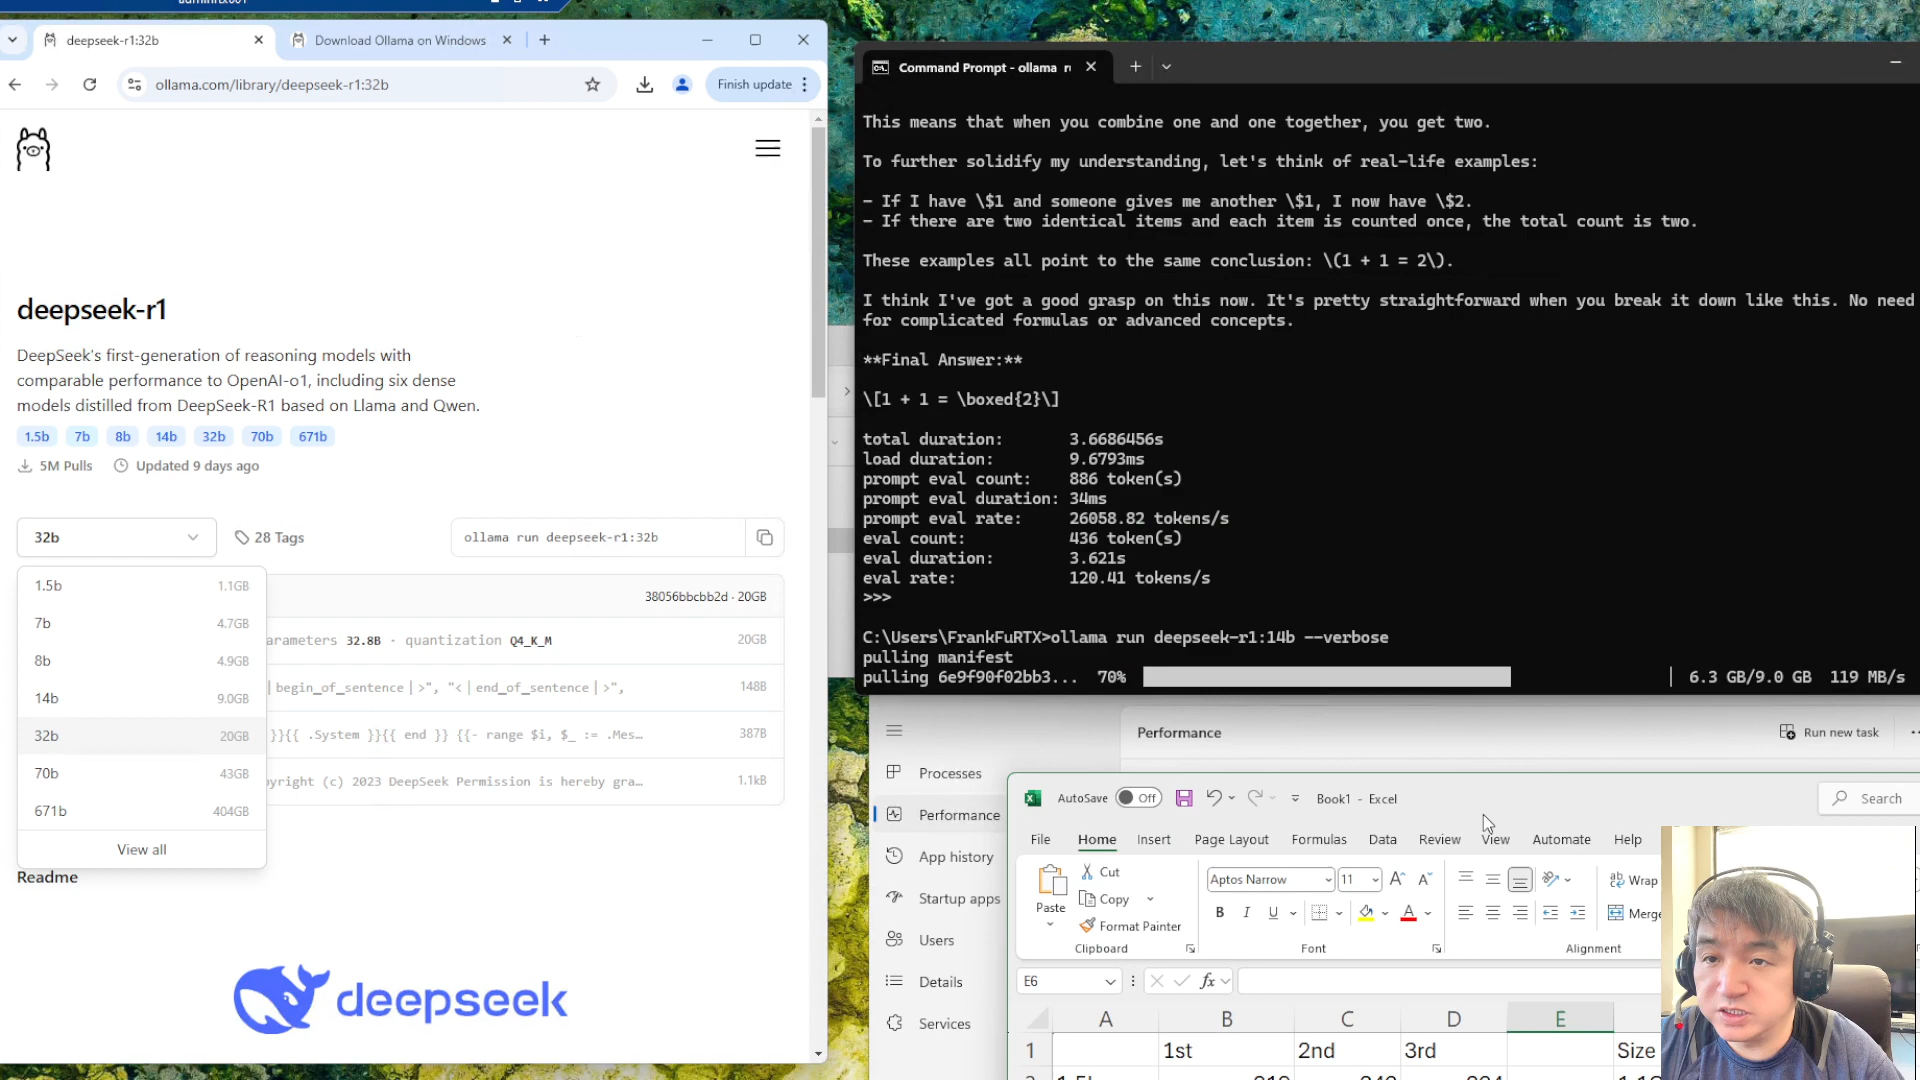 deepseek-r1:32b
Download Ollama on Windows
ollama.com/library/deepseek-r1:32b
Finish update
deepseek-r1
DeepSeek's first-generation of reasoning models with
comparable performance to OpenAI-o1, including six dense
models distilled from DeepSeek-R1 based on Llama and Qwen.
1.5b 7b 8b 14b 32b 70b 671b
5M Pulls Updated 9 days ago
32b 28 Tags ollama run deepseek-r1:32b
1.5b 1.1GB
7b 4.7GB
8b 4.9GB
14b 9.0GB
32b 20GB
70b 43GB
671b 404GB
View all
38056bbcbb2d · 20GB
arameters 32.8B · quantization Q4_K_M 20GB
|begin_of_sentence|>", "<|end_of_sentence|>", 148B
}}{{ .System }}{{ end }} {{- range $i, $_ := .Mes… 387B
pyright (c) 2023 DeepSeek Permission is hereby gra… 1.1kB
Readme
deepseek
Command Prompt - ollama r
This means that when you combine one and one together, you get two.
To further solidify my understanding, let's think of real-life examples:
- If I have \$1 and someone gives me another \$1, I now have \$2.
- If there are two identical items and each item is counted once, the total count is two.
These examples all point to the same conclusion: \(1 + 1 = 2\).
I think I've got a good grasp on this now. It's pretty straightforward when you break it down like this. No need
for complicated formulas or advanced concepts.
**Final Answer:**
\[1 + 1 = \boxed{2}\]
total duration: 3.6686456s
load duration: 9.6793ms
prompt eval count: 886 token(s)
prompt eval duration: 34ms
prompt eval rate: 26058.82 tokens/s
eval count: 436 token(s)
eval duration: 3.621s
eval rate: 120.41 tokens/s
>>>
C:\Users\FrankFuRTX>ollama run deepseek-r1:14b --verbose
pulling manifest
pulling 6e9f90f02bb3... 70% 6.3 GB/9.0 GB 119 MB/s
Performance Run new task
Processes
Performance
App history
Startup apps
Users
Details
Services
AutoSave Off Book1 - Excel Search
File Home Insert Page Layout Formulas Data Review View Automate Help
Paste
Cut
Copy
Format Painter
Clipboard
Aptos Narrow 11
B I U
Font
Wrap
Merge
Alignment
E6 fx
A B C D E
1 1st 2nd 3rd Size